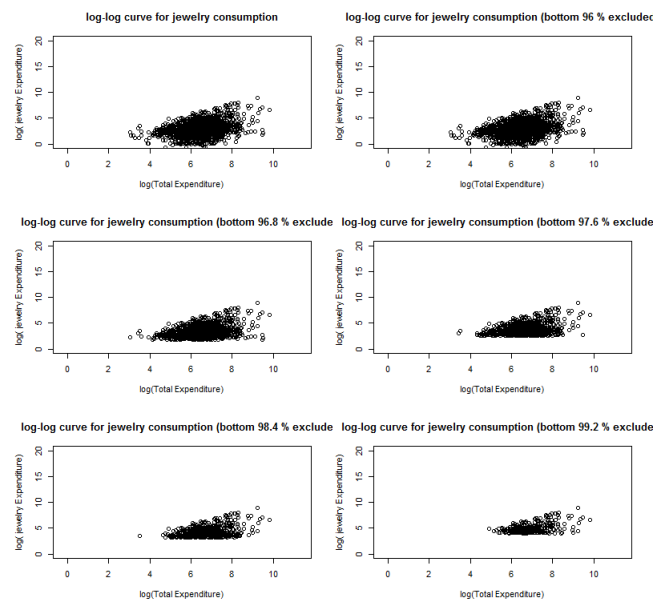 log-log curve for jewelry consumption
log( jewelry Expenditure)
20
15
10
5
0
0 2 4 6 8 10
log(Total Expenditure)
log-log curve for jewelry consumption (bottom 96 % excluded
log( jewelry Expenditure)
20
15
10
5
0
0 2 4 6 8 10
log(Total Expenditure)
log-log curve for jewelry consumption (bottom 96.8 % exclude
log( jewelry Expenditure)
20
15
10
5
0
0 2 4 6 8 10
log(Total Expenditure)
log-log curve for jewelry consumption (bottom 97.6 % exclude
log( jewelry Expenditure)
20
15
10
5
0
0 2 4 6 8 10
log(Total Expenditure)
log-log curve for jewelry consumption (bottom 98.4 % exclude
log( jewelry Expenditure)
20
15
10
5
0
0 2 4 6 8 10
log(Total Expenditure)
log-log curve for jewelry consumption (bottom 99.2 % exclude
log( jewelry Expenditure)
20
15
10
5
0
0 2 4 6 8 10
log(Total Expenditure)